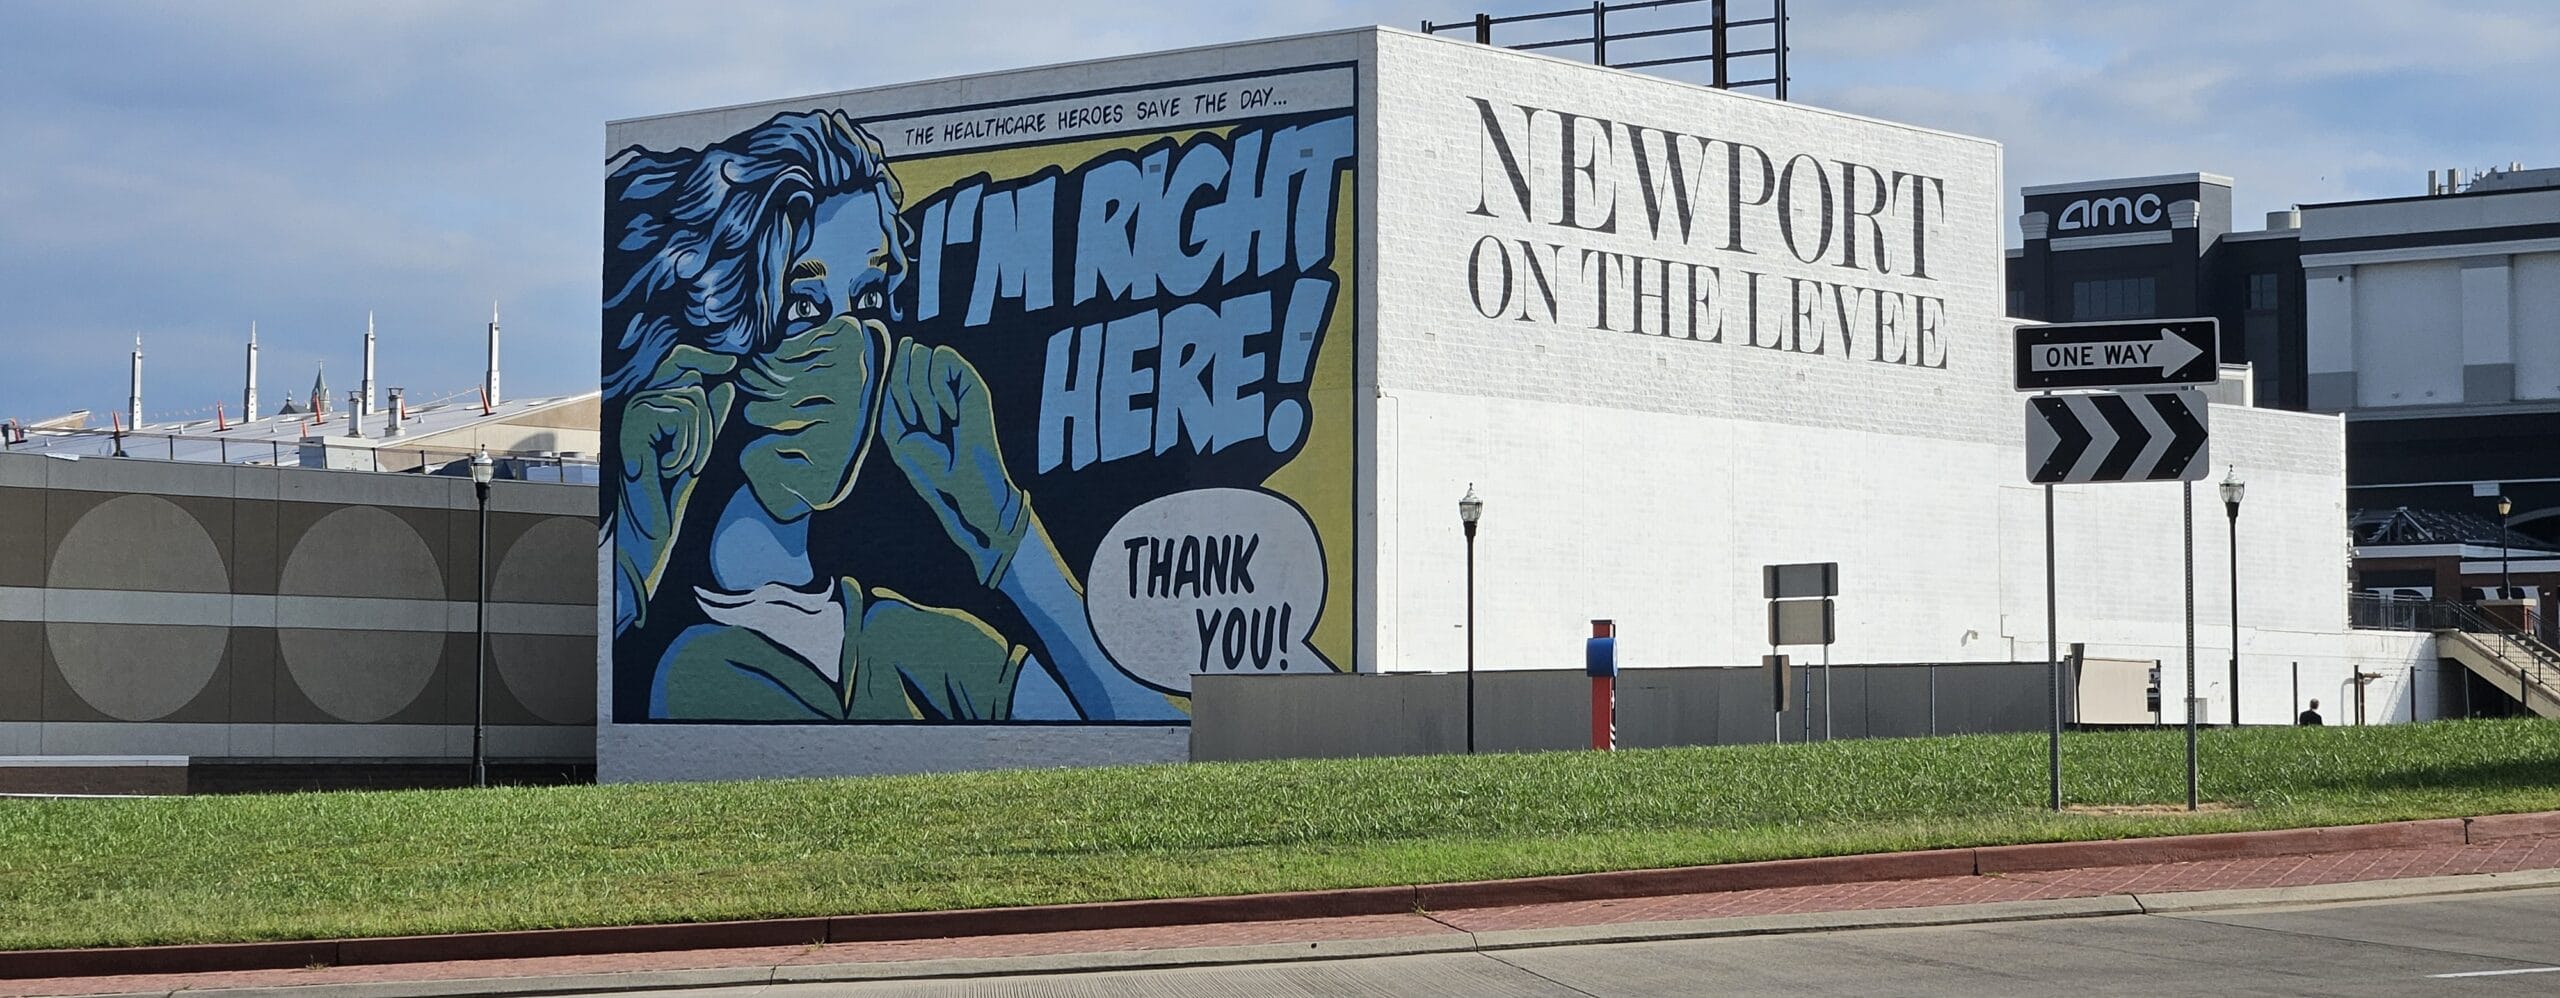 THE HEALTHCARE HEROES SAVE THE DAY...
I'M RIGHT
HERE!
THANK
YOU!
NEWPORT
ON THE LEVEE
amc
ONE WAY